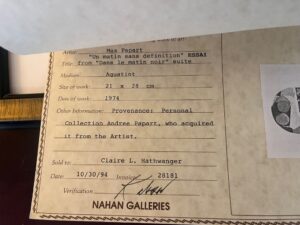 Artist: Max Papart
"Un matin sans definition" ESSAI
Title: from "Dans le matin noir" suite
Medium: Aquatint
Size of work: 21 x 28 cm
Date of work: 1974
Other Information: Provenance: Personal
Collection Andree Papart, who acquired
it from the Artist.
Sold to: Claire L. Hathwanger
Date: 10/30/94 Invoice# 28181
Verification NAHAN
NAHAN GALLERIES